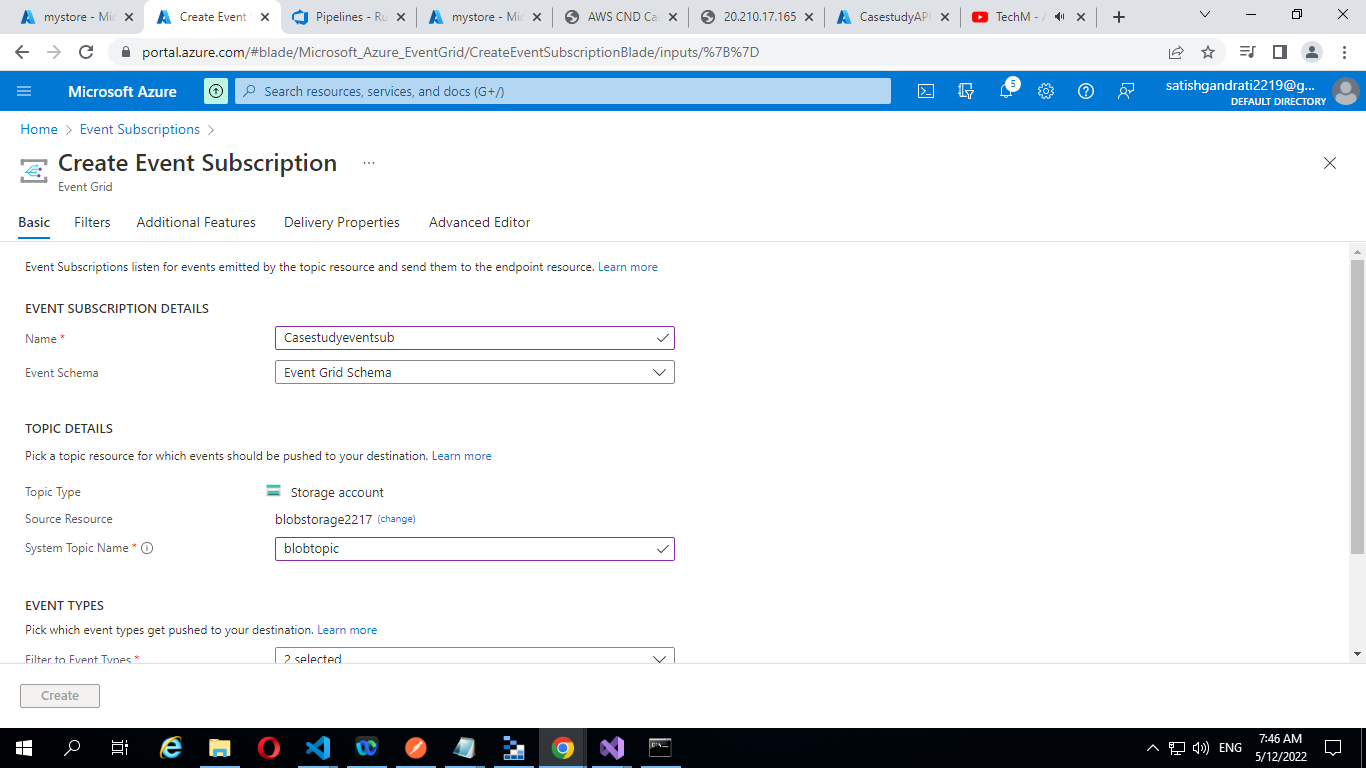 mystore - Mic
Create Event
Pipelines - Ru
mystore - Mic
AWS CND Ca
20.210.17.165
CasestudyAPI
TechM - A
portal.azure.com/#blade/Microsoft_Azure_EventGrid/CreateEventSubscriptionBlade/inputs/%7B%7D
Microsoft Azure
Search resources, services, and docs (G+/)
5
satishgandrati2219@g...
DEFAULT DIRECTORY
Home > Event Subscriptions >
Create Event Subscription ...
Event Grid
Basic
Filters
Additional Features
Delivery Properties
Advanced Editor
Event Subscriptions listen for events emitted by the topic resource and send them to the endpoint resource. Learn more
EVENT SUBSCRIPTION DETAILS
Name *
Casestudyeventsub
Event Schema
Event Grid Schema
TOPIC DETAILS
Pick a topic resource for which events should be pushed to your destination. Learn more
Topic Type
Storage account
Source Resource
blobstorage2217 (change)
System Topic Name *
blobtopic
EVENT TYPES
Pick which event types get pushed to your destination. Learn more
Filter to Event Types *
2 selected
Create
ENG
7:46 AM
5/12/2022